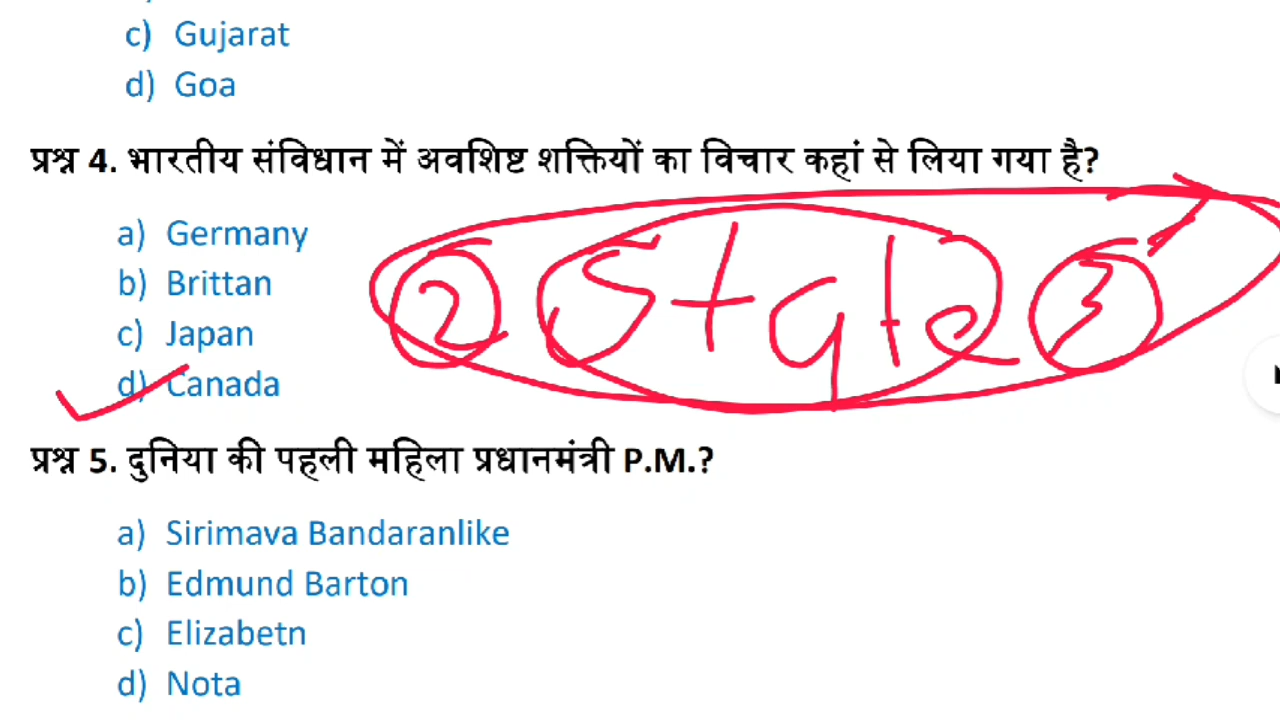 c) Gujarat
d) Goa
प्रश्न 4. भारतीय संविधान में अवशिष्ट शक्तियों का विचार कहां से लिया गया है?
a) Germany
b) Brittan
c) Japan
d) Canada
2 State 3
प्रश्न 5. दुनिया की पहली महिला प्रधानमंत्री P.M.?
a) Sirimava Bandaranlike
b) Edmund Barton
c) Elizabetn
d) Nota